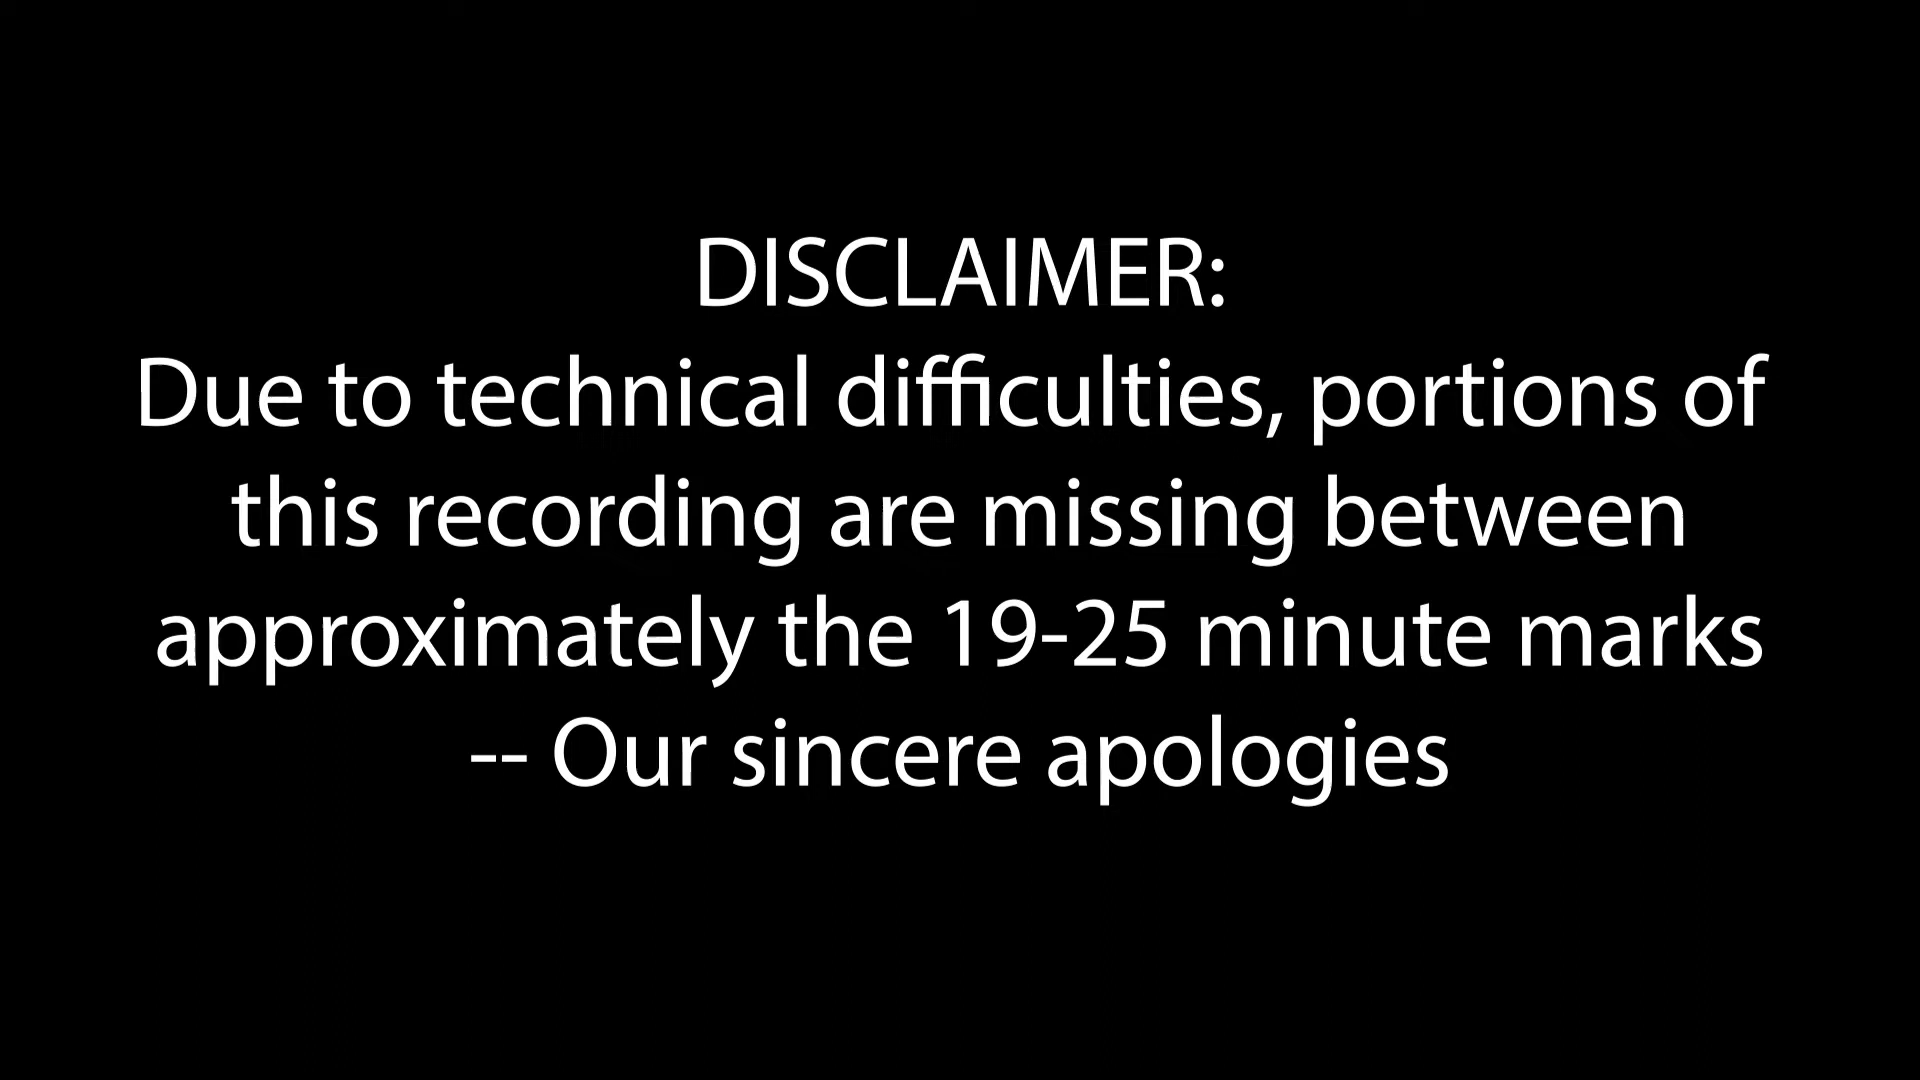 DISCLAIMER:
Due to technical difficulties, portions of
this recording are missing between
approximately the 19-25 minute marks
-- Our sincere apologies